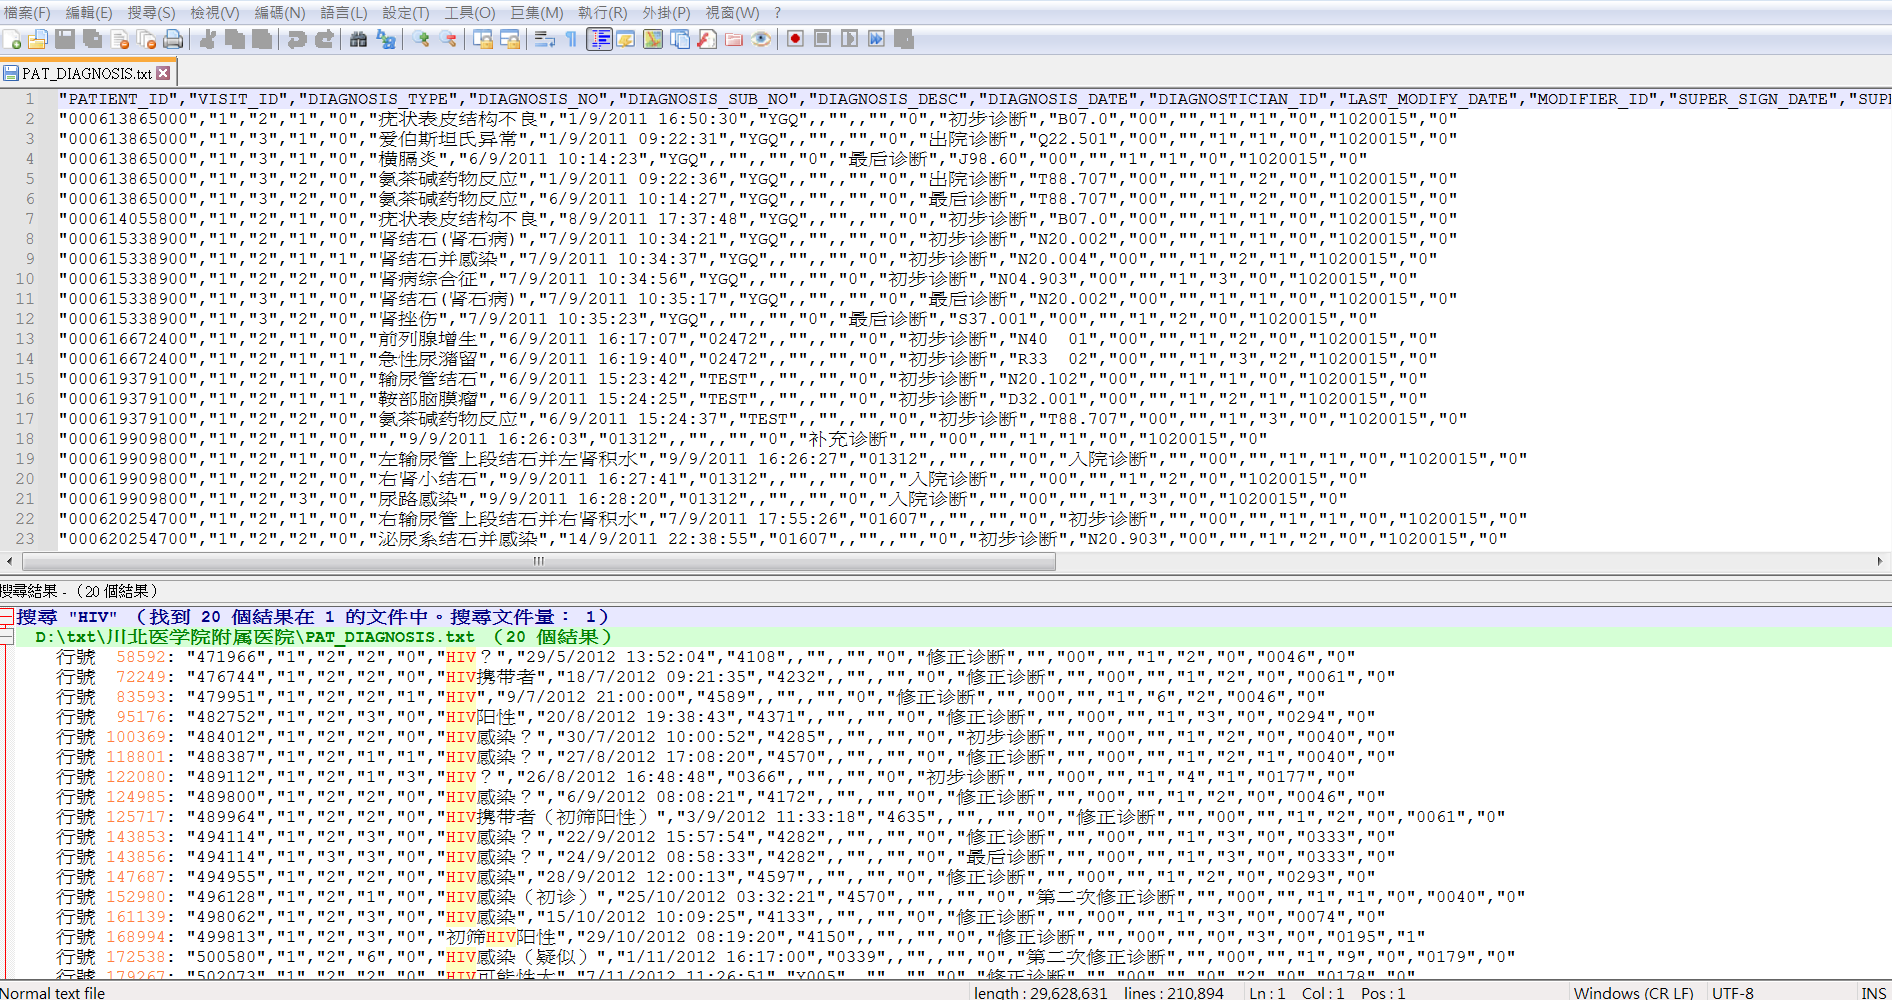 檔案(F) 編輯(E) 搜尋(S) 檢視(V) 編碼(N) 語言(L) 設定(T) 工具(O) 巨集(M) 執行(R) 外掛(P) 視窗(W) ?
PAT_DIAGNOSIS.txt
1 "PATIENT_ID","VISIT_ID","DIAGNOSIS_TYPE","DIAGNOSIS_NO","DIAGNOSIS_SUB_NO","DIAGNOSIS_DESC","DIAGNOSIS_DATE","DIAGNOSTICIAN_ID","LAST_MODIFY_DATE","MODIFIER_ID","SUPER_SIGN_DATE","SUPE
2 "000613865000","1","2","1","0","疣状表皮结构不良","1/9/2011 16:50:30","YGQ",,"",,"","0","初步诊断","B07.0","00","","1","1","0","1020015","0"
3 "000613865000","1","3","1","0","爱伯斯坦氏异常","1/9/2011 09:22:31","YGQ",,"",,"","0","出院诊断","Q22.501","00","","1","1","0","1020015","0"
4 "000613865000","1","3","1","0","横膈炎","6/9/2011 10:14:23","YGQ",,"",,"","0","最后诊断","J98.60","00","","1","1","0","1020015","0"
5 "000613865000","1","3","2","0","氨茶碱药物反应","1/9/2011 09:22:36","YGQ",,"",,"","0","出院诊断","T88.707","00","","1","2","0","1020015","0"
6 "000613865000","1","3","2","0","氨茶碱药物反应","6/9/2011 10:14:27","YGQ",,"",,"","0","最后诊断","T88.707","00","","1","2","0","1020015","0"
7 "000614055800","1","2","1","0","疣状表皮结构不良","8/9/2011 17:37:48","YGQ",,"",,"","0","初步诊断","B07.0","00","","1","1","0","1020015","0"
8 "000615338900","1","2","1","0","肾结石(肾石病)","7/9/2011 10:34:21","YGQ",,"",,"","0","初步诊断","N20.002","00","","1","1","0","1020015","0"
9 "000615338900","1","2","1","1","肾结石并感染","7/9/2011 10:34:37","YGQ",,"",,"","0","初步诊断","N20.004","00","","1","2","1","1020015","0"
10 "000615338900","1","2","2","0","肾病综合征","7/9/2011 10:34:56","YGQ",,"",,"","0","初步诊断","N04.903","00","","1","3","0","1020015","0"
11 "000615338900","1","3","1","0","肾结石(肾石病)","7/9/2011 10:35:17","YGQ",,"",,"","0","最后诊断","N20.002","00","","1","1","0","1020015","0"
12 "000615338900","1","3","2","0","肾挫伤","7/9/2011 10:35:23","YGQ",,"",,"","0","最后诊断","S37.001","00","","1","2","0","1020015","0"
13 "000616672400","1","2","1","0","前列腺增生","6/9/2011 16:17:07","02472",,"",,"","0","初步诊断","N40  01","00","","1","2","0","1020015","0"
14 "000616672400","1","2","1","1","急性尿潴留","6/9/2011 16:19:40","02472",,"",,"","0","初步诊断","R33  02","00","","1","3","2","1020015","0"
15 "000619379100","1","2","1","0","输尿管结石","6/9/2011 15:23:42","TEST",,"",,"","0","初步诊断","N20.102","00","","1","1","0","1020015","0"
16 "000619379100","1","2","1","1","鞍部脑膜瘤","6/9/2011 15:24:25","TEST",,"",,"","0","初步诊断","D32.001","00","","1","2","1","1020015","0"
17 "000619379100","1","2","2","0","氨茶碱药物反应","6/9/2011 15:24:37","TEST",,"",,"","0","初步诊断","T88.707","00","","1","3","0","1020015","0"
18 "000619909800","1","2","1","0","","9/9/2011 16:26:03","01312",,"",,"","0","补充诊断","","00","","1","1","0","1020015","0"
19 "000619909800","1","2","1","0","左输尿管上段结石并左肾积水","9/9/2011 16:26:27","01312",,"",,"","0","入院诊断","","00","","1","1","0","1020015","0"
20 "000619909800","1","2","2","0","右肾小结石","9/9/2011 16:27:41","01312",,"",,"","0","入院诊断","","00","","1","2","0","1020015","0"
21 "000619909800","1","2","3","0","尿路感染","9/9/2011 16:28:20","01312",,"",,"","0","入院诊断","","00","","1","3","0","1020015","0"
22 "000620254700","1","2","1","0","右输尿管上段结石并右肾积水","7/9/2011 17:55:26","01607",,"",,"","0","初步诊断","","00","","1","1","0","1020015","0"
23 "000620254700","1","2","2","0","泌尿系结石并感染","14/9/2011 22:38:55","01607",,"",,"","0","初步诊断","N20.903","00","","1","2","0","1020015","0"
搜尋結果 - （20 個結果）
搜尋 "HIV" （找到 20 個結果在 1 的文件中。搜尋文件量： 1）
D:\txt\川北医学院附属医院\PAT_DIAGNOSIS.txt （20 個結果）
行號 58592: "471966","1","2","2","0","HIV？","29/5/2012 13:52:04","4108",,"",,"","0","修正诊断","","00","","1","2","0","0046","0"
行號 72249: "476744","1","2","2","0","HIV携带者","18/7/2012 09:21:35","4232",,"",,"","0","修正诊断","","00","","1","2","0","0061","0"
行號 83593: "479951","1","2","2","1","HIV","9/7/2012 21:00:00","4589",,"",,"","0","修正诊断","","00","","1","6","2","0046","0"
行號 95176: "482752","1","2","3","0","HIV阳性","20/8/2012 19:38:43","4371",,"",,"","0","修正诊断","","00","","1","3","0","0294","0"
行號 100369: "484012","1","2","2","0","HIV感染？","30/7/2012 10:00:52","4285",,"",,"","0","初步诊断","","00","","1","2","0","0040","0"
行號 118801: "488387","1","2","1","1","HIV感染？","27/8/2012 17:08:20","4570",,"",,"","0","修正诊断","","00","","1","2","1","0040","0"
行號 122080: "489112","1","2","1","3","HIV？","26/8/2012 16:48:48","0366",,"",,"","0","初步诊断","","00","","1","4","1","0177","0"
行號 124985: "489800","1","2","2","0","HIV感染？","6/9/2012 08:08:21","4172",,"",,"","0","修正诊断","","00","","1","2","0","0046","0"
行號 125717: "489964","1","2","2","0","HIV携带者（初筛阳性）","3/9/2012 11:33:18","4635",,"",,"","0","修正诊断","","00","","1","2","0","0061","0"
行號 143853: "494114","1","2","3","0","HIV感染？","22/9/2012 15:57:54","4282",,"",,"","0","修正诊断","","00","","1","3","0","0333","0"
行號 143856: "494114","1","3","3","0","HIV感染？","24/9/2012 08:58:33","4282",,"",,"","0","最后诊断","","00","","1","3","0","0333","0"
行號 147687: "494955","1","2","2","0","HIV感染","28/9/2012 12:00:13","4597",,"",,"","0","修正诊断","","00","","1","2","0","0293","0"
行號 152980: "496128","1","2","1","0","HIV感染（初诊）","25/10/2012 03:32:21","4570",,"",,"","0","第二次修正诊断","","00","","1","1","0","0040","0"
行號 161139: "498062","1","2","3","0","HIV感染","15/10/2012 10:09:25","4133",,"",,"","0","修正诊断","","00","","1","3","0","0074","0"
行號 168994: "499813","1","2","3","0","初筛HIV阳性","29/10/2012 08:19:20","4150",,"",,"","0","修正诊断","","00","","0","3","0","0195","1"
行號 172538: "500580","1","2","6","0","HIV感染（疑似）","1/11/2012 16:17:00","0339",,"",,"","0","第二次修正诊断","","00","","1","9","0","0179","0"
行號 179267: "502073","1","2","2","0","HIV可能性大","7/11/2012 11:26:51","Y005",,"",,"","0","修正诊断","","00","","0","2","0","0178","0"
Normal text file length : 29,628,631 lines : 210,894 Ln : 1 Col : 1 Pos : 1 Windows (CR LF) UTF-8 INS